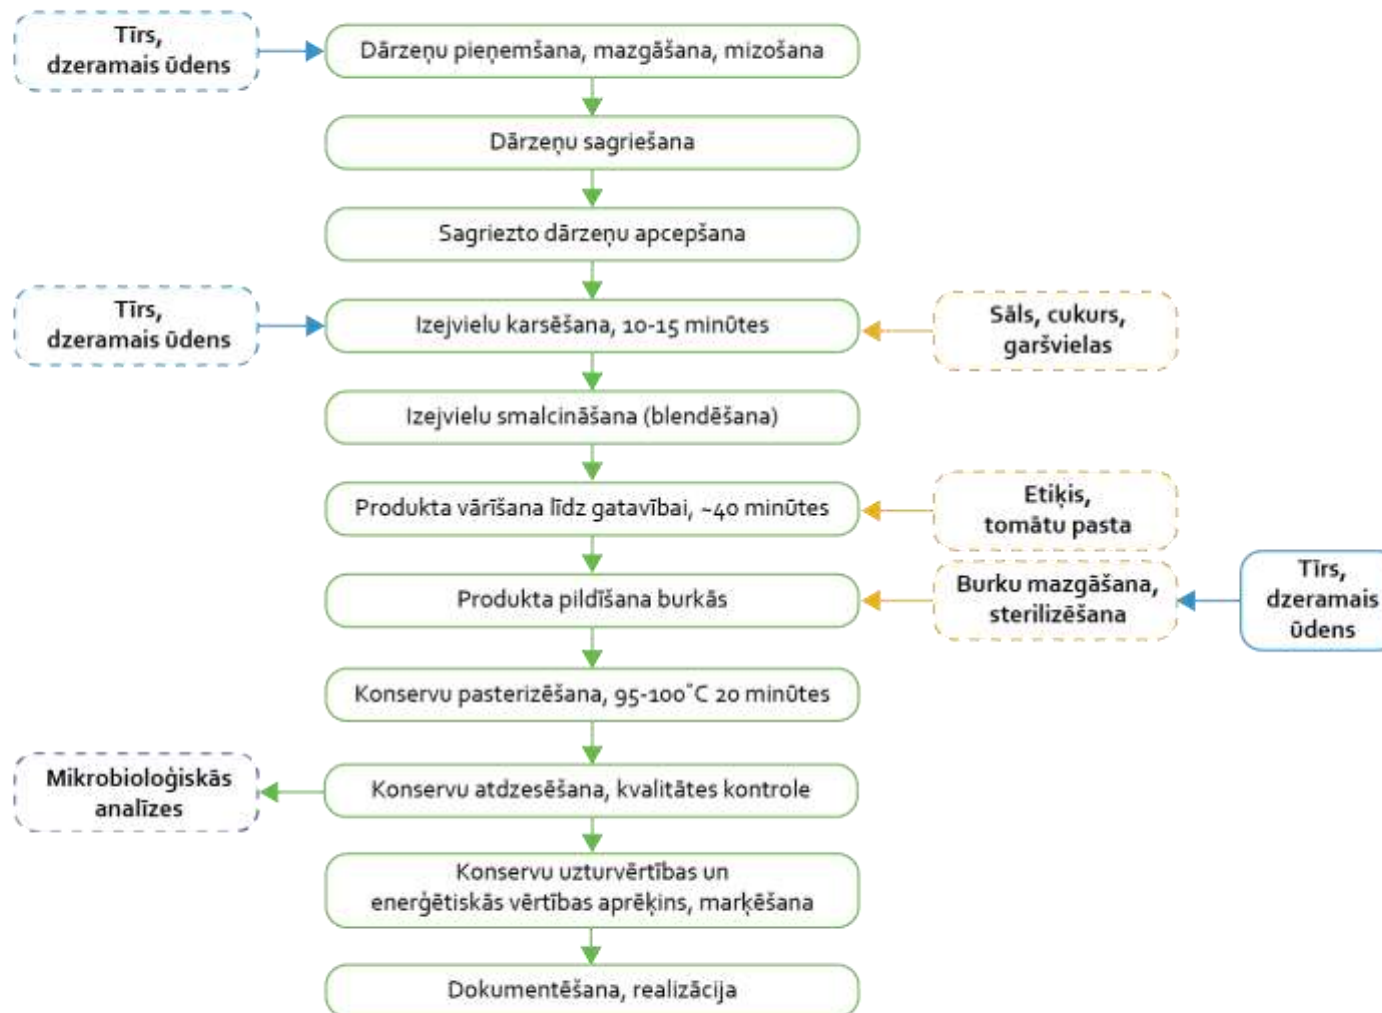 Tīrs,
dzeramais ūdens
Dārzeņu pieņemšana, mazgāšana, mizošana
Dārzeņu sagriešana
Sagriezto dārzeņu apcepšana
Tīrs,
dzeramais ūdens
Izejvielu karsēšana, 10-15 minūtes
Sāls, cukurs,
garšvielas
Izejvielu smalcināšana (blendēšana)
Produkta vārīšana līdz gatavībai, ~40 minūtes
Etiķis,
tomātu pasta
Produkta pildīšana burkās
Burku mazgāšana,
sterilizēšana
Tīrs,
dzeramais
ūdens
Konservu pasterizēšana, 95-100˚C 20 minūtes
Mikrobioloģiskās
analīzes
Konservu atdzesēšana, kvalitātes kontrole
Konservu uzturvērtības un
enerģētiskās vērtības aprēķins, marķēšana
Dokumentēšana, realizācija